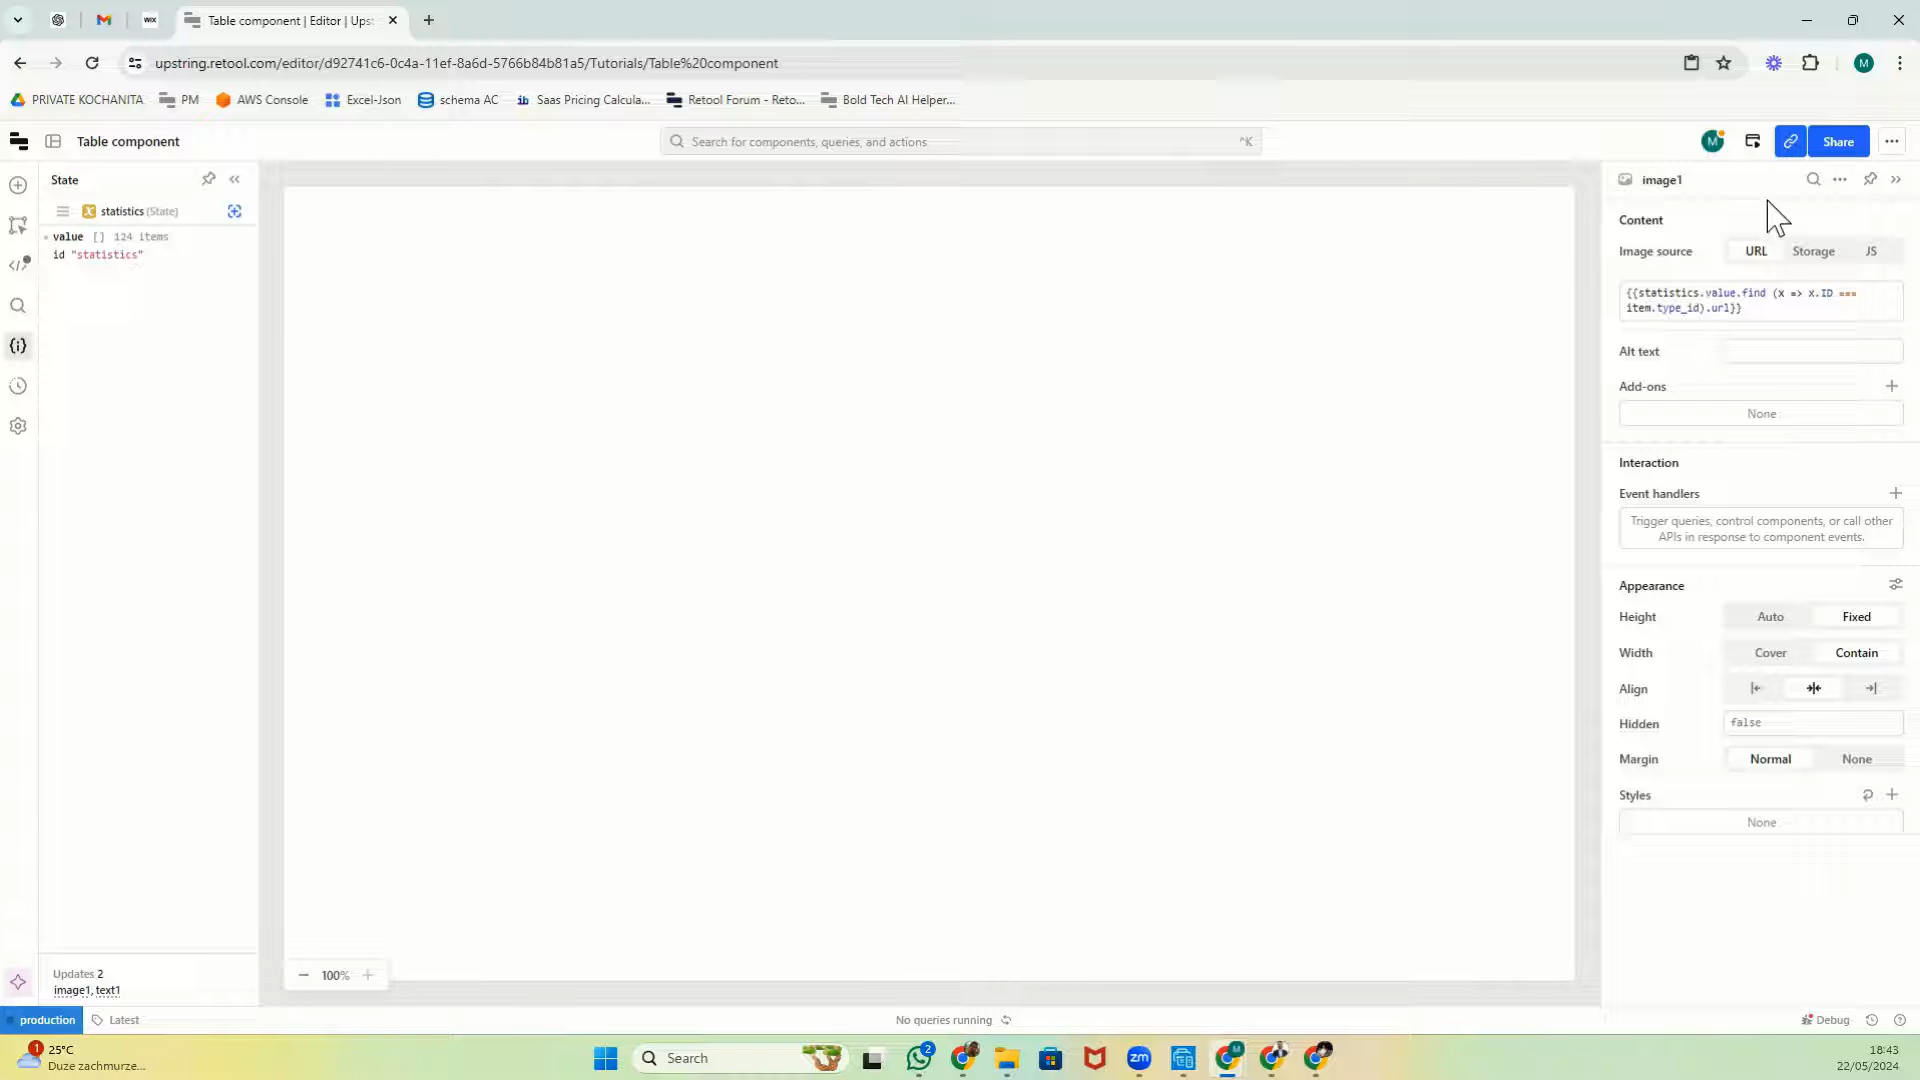 WIX
Table component | Editor | Upst
upstring.retool.com/editor/d92741c6-0c4a-11ef-8a6d-5766b84b81a5/Tutorials/Table%20component
M
PRIVATE KOCHANITA
PM
AWS Console
Excel-Json
schema AC
ib
Saas Pricing Calcula...
Retool Forum - Reto...
Bold Tech AI Helper...
Table component
Search for components, queries, and actions
^K
M
Share
State
statistics (State)
value [] 124 items
id "statistics"
Updates 2
image1, text1
100%
image1
Content
Image source
URL
Storage
JS
{{statistics.value.find (x => x.ID ===
item.type_id).url}}
Alt text
Add-ons
None
Interaction
Event handlers
Trigger queries, control components, or call other
APIs in response to component events.
Appearance
Height
Auto
Fixed
Width
Cover
Contain
Align
Hidden
false
Margin
Normal
None
Styles
None
production
Latest
No queries running
Debug
1
25°C
Duze zachmurze...
Search
2
zm
M
18:43
22/05/2024